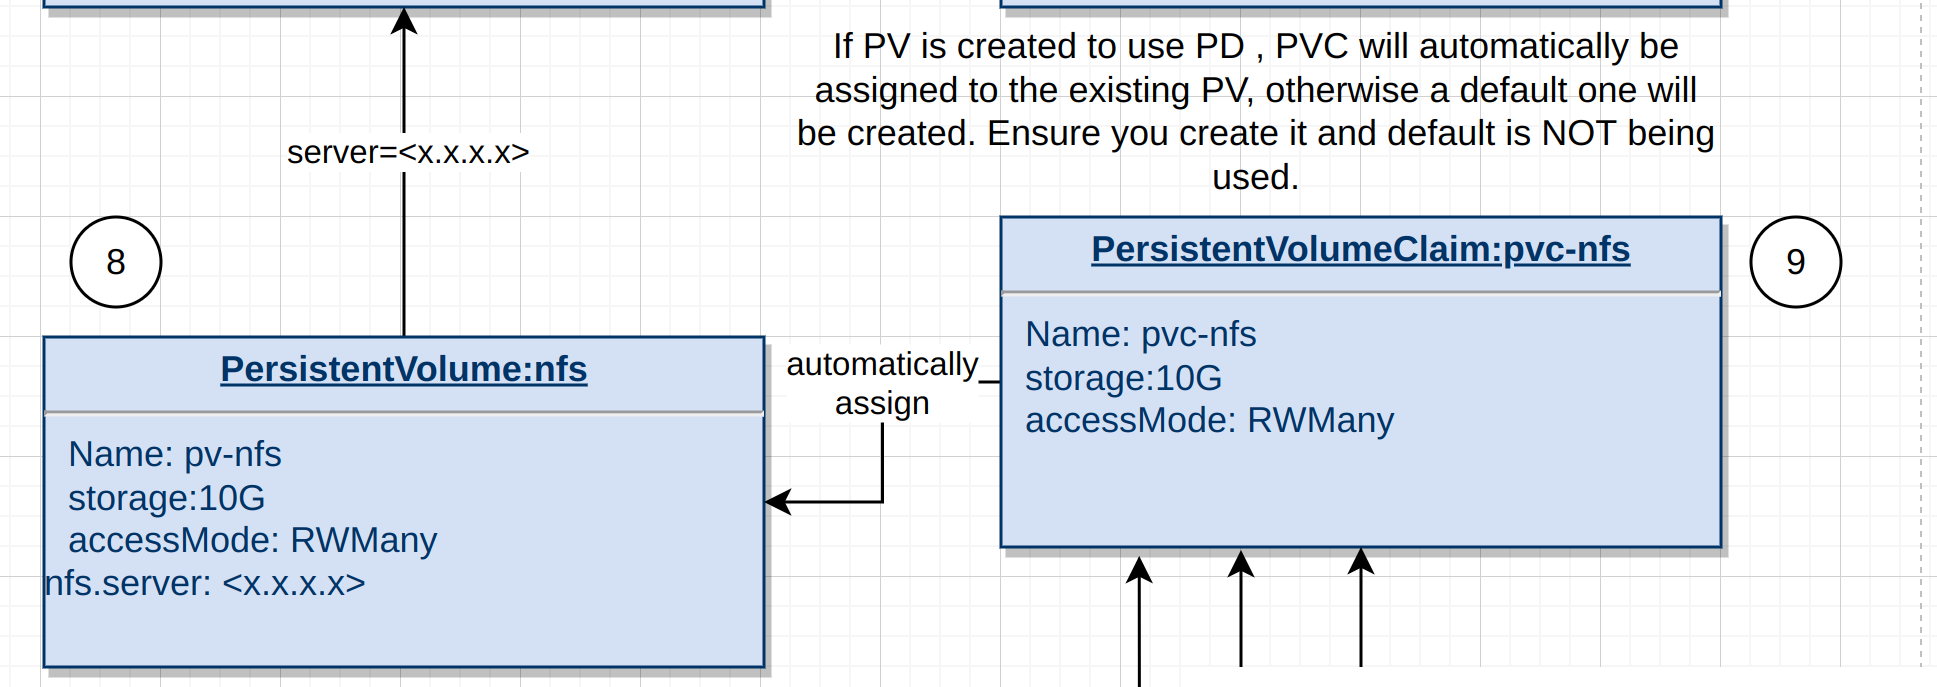 If PV is created to use PD , PVC will automatically be
assigned to the existing PV, otherwise a default one will
be created. Ensure you create it and default is NOT being
used.
server=<x.x.x.x>
8
PersistentVolume:nfs
Name: pv-nfs
storage:10G
accessMode: RWMany
nfs.server: <x.x.x.x>
automatically
assign
PersistentVolumeClaim:pvc-nfs
Name: pvc-nfs
storage:10G
accessMode: RWMany
9